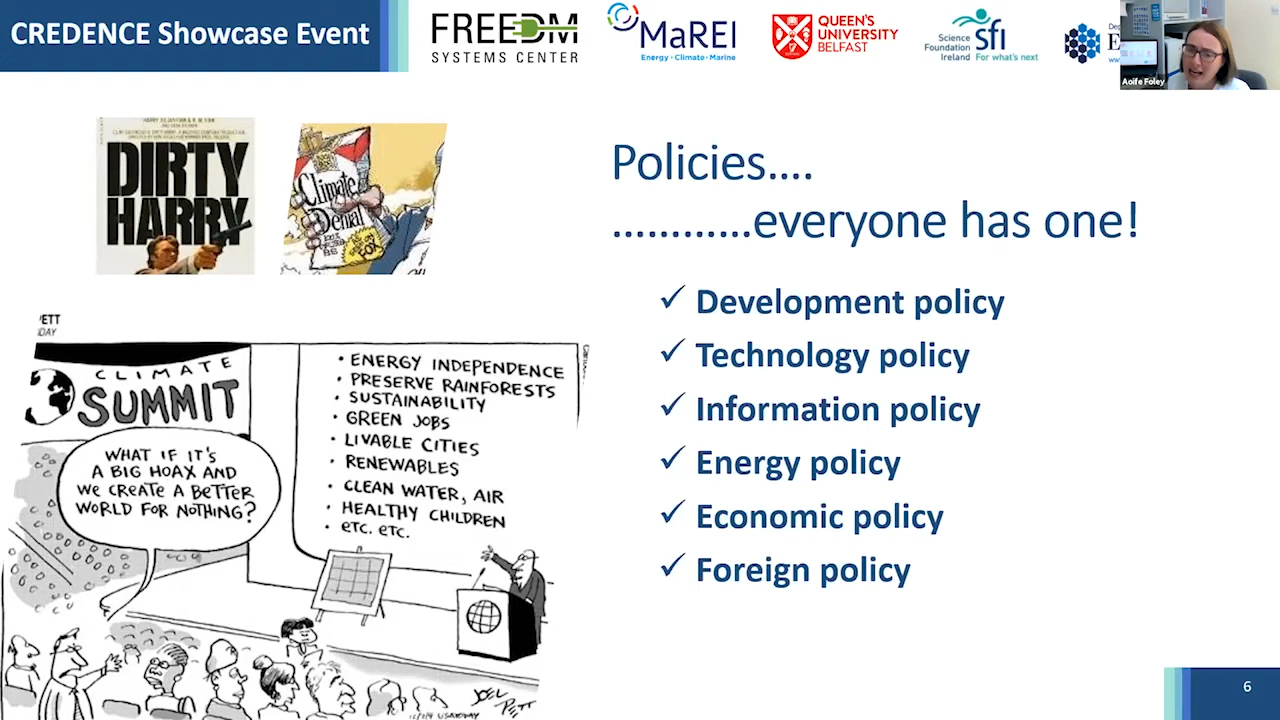 CREDENCE Showcase Event
FREEDM
SYSTEMS CENTER
MaREI
Energy • Climate • Marine
QUEEN'S
UNIVERSITY
BELFAST
Science
Foundation
Ireland
sfi
For what's next
Aoife Foley
DIRTY
HARRY
Climate
Denial
Policies....
............everyone has one!
✓ Development policy
✓ Technology policy
✓ Information policy
✓ Energy policy
✓ Economic policy
✓ Foreign policy
CLIMATE
SUMMIT
WHAT IF IT'S
A BIG HOAX AND
WE CREATE A BETTER
WORLD FOR NOTHING?
• ENERGY INDEPENDENCE
• PRESERVE RAINFORESTS
• SUSTAINABILITY
• GREEN JOBS
• LIVABLE CITIES
• RENEWABLES
• CLEAN WATER, AIR
• HEALTHY CHILDREN
• ETC. ETC.
JOEL
PETT
USA TODAY
6